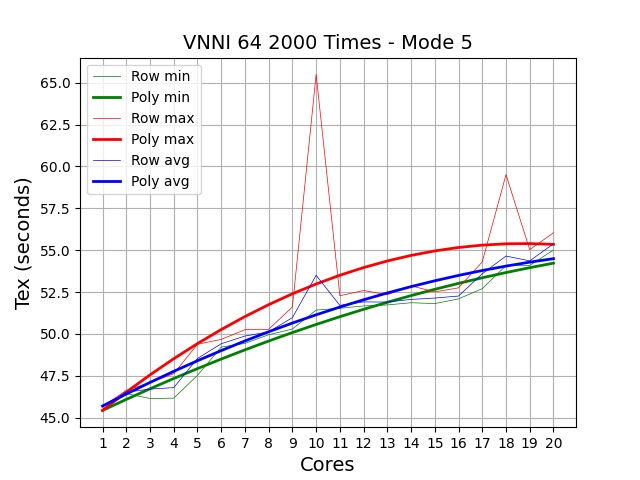 VNNI 64 2000 Times - Mode 5
Row min
Poly min
Row max
Poly max
Row avg
Poly avg
65.0
62.5
60.0
57.5
55.0
52.5
50.0
47.5
45.0
Tex (seconds)
1 2 3 4 5 6 7 8 9 10 11 12 13 14 15 16 17 18 19 20
Cores